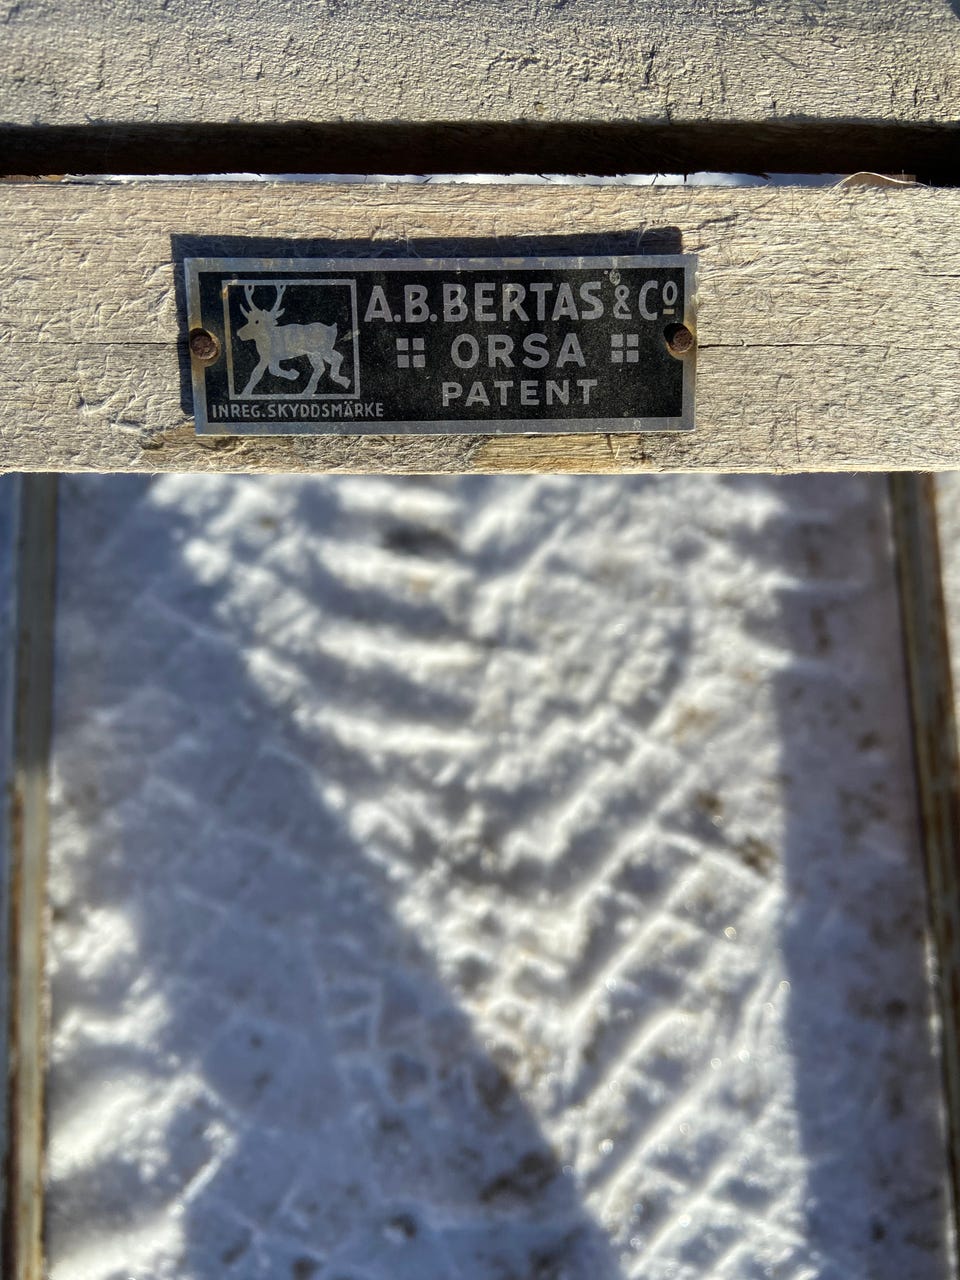 A.B.BERTAS & Cº
ORSA
PATENT
INREG. SKYDDSMÄRKE